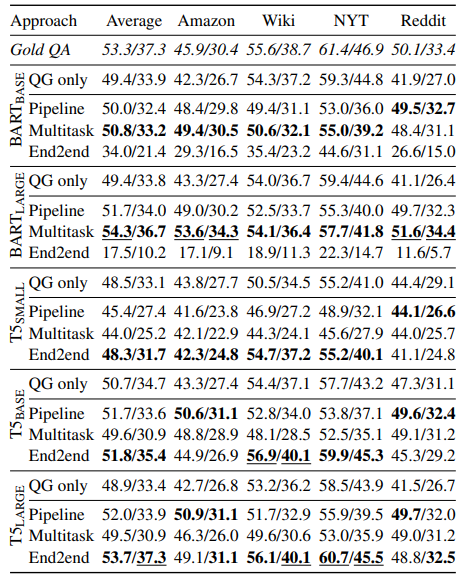 Approach Average Amazon Wiki NYT Reddit
Gold QA 53.3/37.3 45.9/30.4 55.6/38.7 61.4/46.9 50.1/33.4
BART_BASE
QG only 49.4/33.9 42.3/26.7 54.3/37.2 59.3/44.8 41.9/27.0
Pipeline 50.0/32.4 48.4/29.8 49.4/31.1 53.0/36.0 49.5/32.7
Multitask 50.8/33.2 49.4/30.5 50.6/32.1 55.0/39.2 48.4/31.1
End2end 34.0/21.4 29.3/16.5 35.4/23.2 44.6/31.1 26.6/15.0
BART_LARGE
QG only 49.4/33.8 43.3/27.4 54.0/36.7 59.4/44.6 41.1/26.4
Pipeline 51.7/34.0 49.0/30.2 52.5/33.7 55.3/40.0 49.7/32.3
Multitask 54.3/36.7 53.6/34.3 54.1/36.4 57.7/41.8 51.6/34.4
End2end 17.5/10.2 17.1/9.1 18.9/11.3 22.3/14.7 11.6/5.7
T5_SMALL
QG only 48.5/33.1 43.8/27.7 50.5/34.5 55.2/41.0 44.4/29.1
Pipeline 45.4/27.4 41.6/23.8 46.9/27.2 48.9/32.1 44.1/26.6
Multitask 44.0/25.2 42.1/22.9 44.3/24.1 45.6/27.9 44.0/25.7
End2end 48.3/31.7 42.3/24.8 54.7/37.2 55.2/40.1 41.1/24.8
T5_BASE
QG only 50.7/34.7 43.3/27.4 54.4/37.1 57.7/43.2 47.3/31.1
Pipeline 51.7/33.6 50.6/31.1 52.8/34.0 53.8/37.1 49.6/32.4
Multitask 49.6/30.9 48.8/28.9 48.1/28.5 52.5/35.1 49.1/31.2
End2end 51.8/35.4 44.9/26.9 56.9/40.1 59.9/45.3 45.3/29.2
T5_LARGE
QG only 48.9/33.4 42.7/26.8 53.2/36.2 58.5/43.9 41.5/26.7
Pipeline 52.0/33.9 50.9/31.1 51.7/32.9 55.9/39.5 49.7/32.0
Multitask 49.5/30.9 46.3/26.0 49.6/30.6 53.0/35.9 49.0/31.2
End2end 53.7/37.3 49.1/31.1 56.1/40.1 60.7/45.5 48.8/32.5